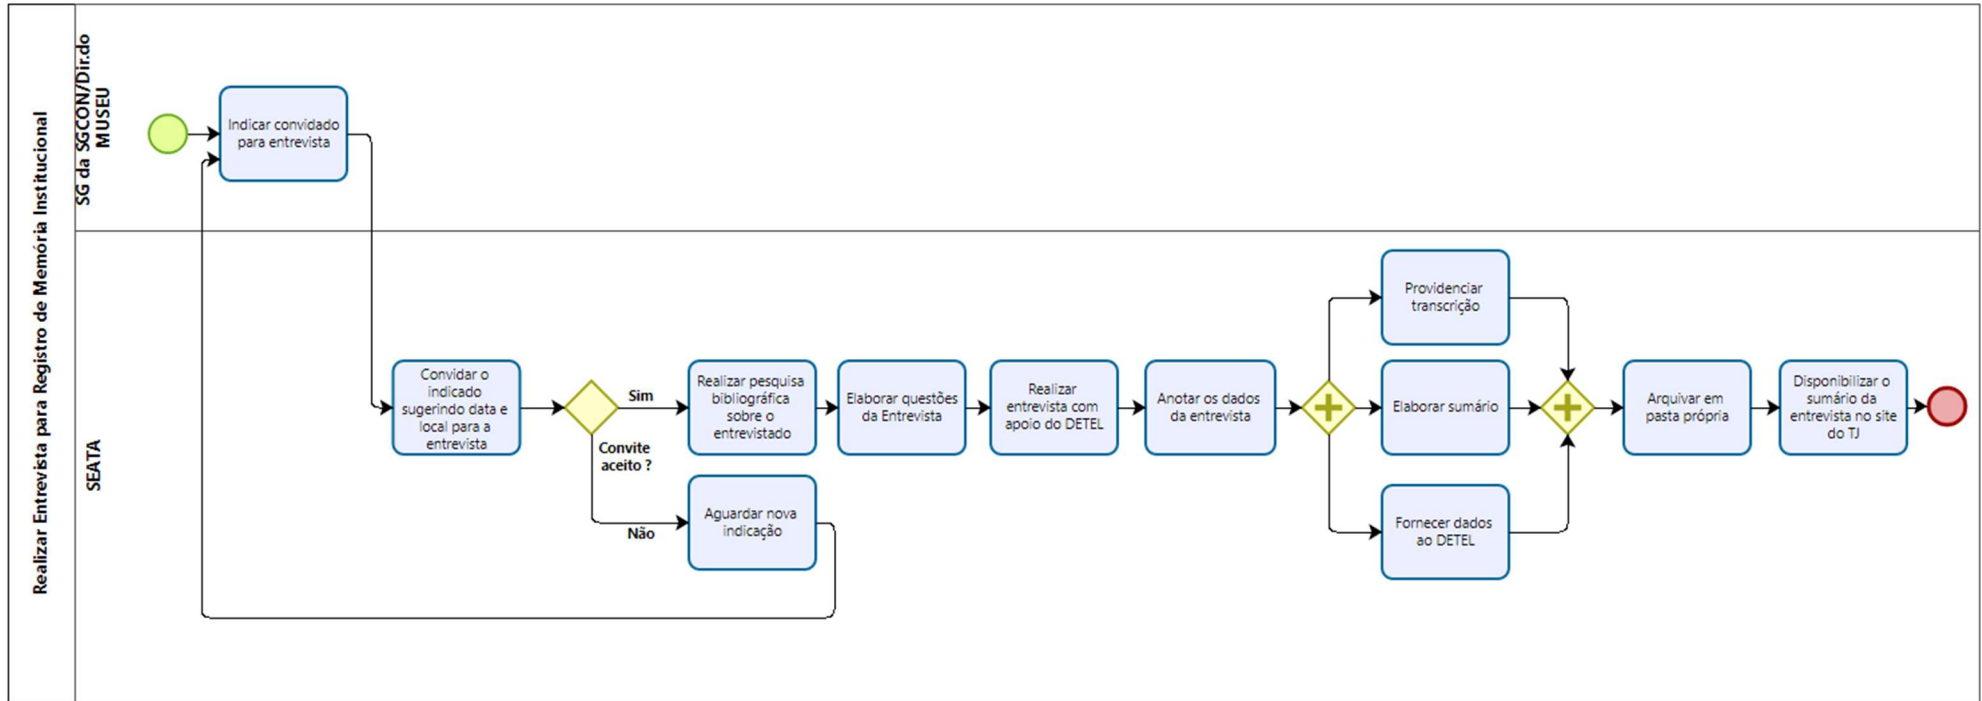 Realizar Entrevista para Registro de Memória Institucional
SG da SGCON/Dir.do
MUSEU
Indicar convidado
para entrevista
SEATA
Convidar o
indicado
sugerindo data e
local para a
entrevista
Convite
aceito ?
Sim
Não
Realizar pesquisa
bibliográfica
sobre o
entrevistado
Aguardar nova
indicação
Elaborar questões
da Entrevista
Realizar
entrevista com
apoio do DETEL
Anotar os dados
da entrevista
Providenciar
transcrição
Elaborar sumário
Fornecer dados
ao DETEL
Arquivar em
pasta própria
Disponibilizar o
sumário da
entrevista no site
do TJ